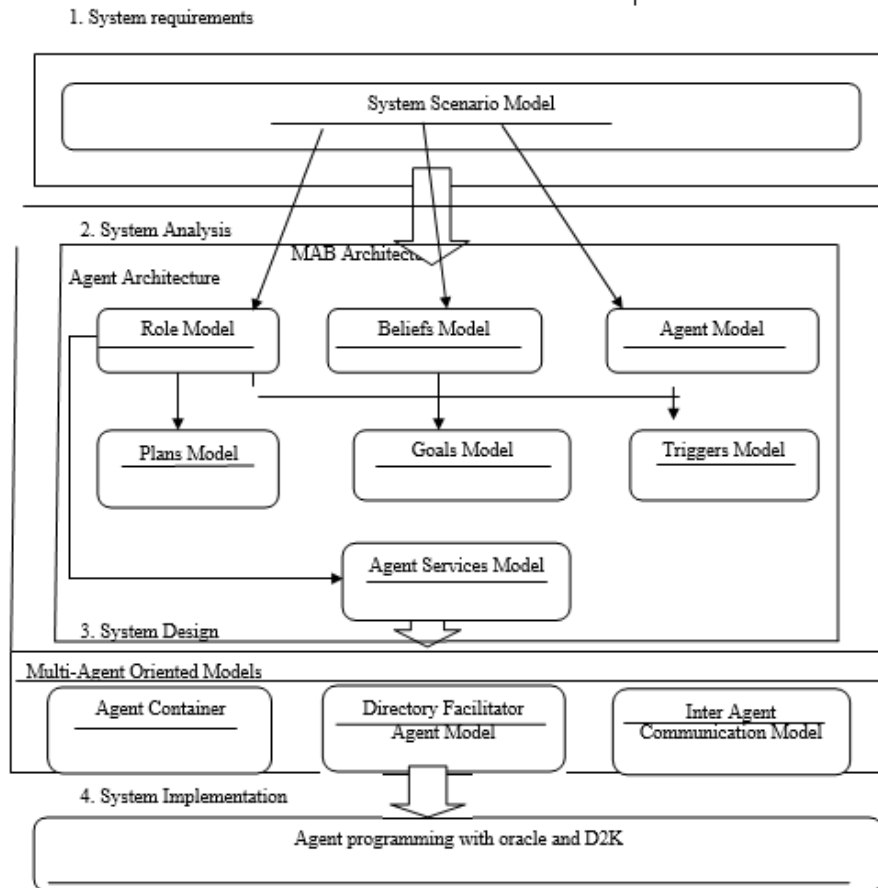 1. System requirements
System Scenario Model
2. System Analysis
MAB Architectu
Agent Architecture
Role Model
Beliefs Model
Agent Model
Plans Model
Goals Model
Triggers Model
Agent Services Model
3. System Design
Multi-Agent Oriented Models
Agent Container
Directory Facilitator
Agent Model
Inter Agent
Communication Model
4. System Implementation
Agent programming with oracle and D2K